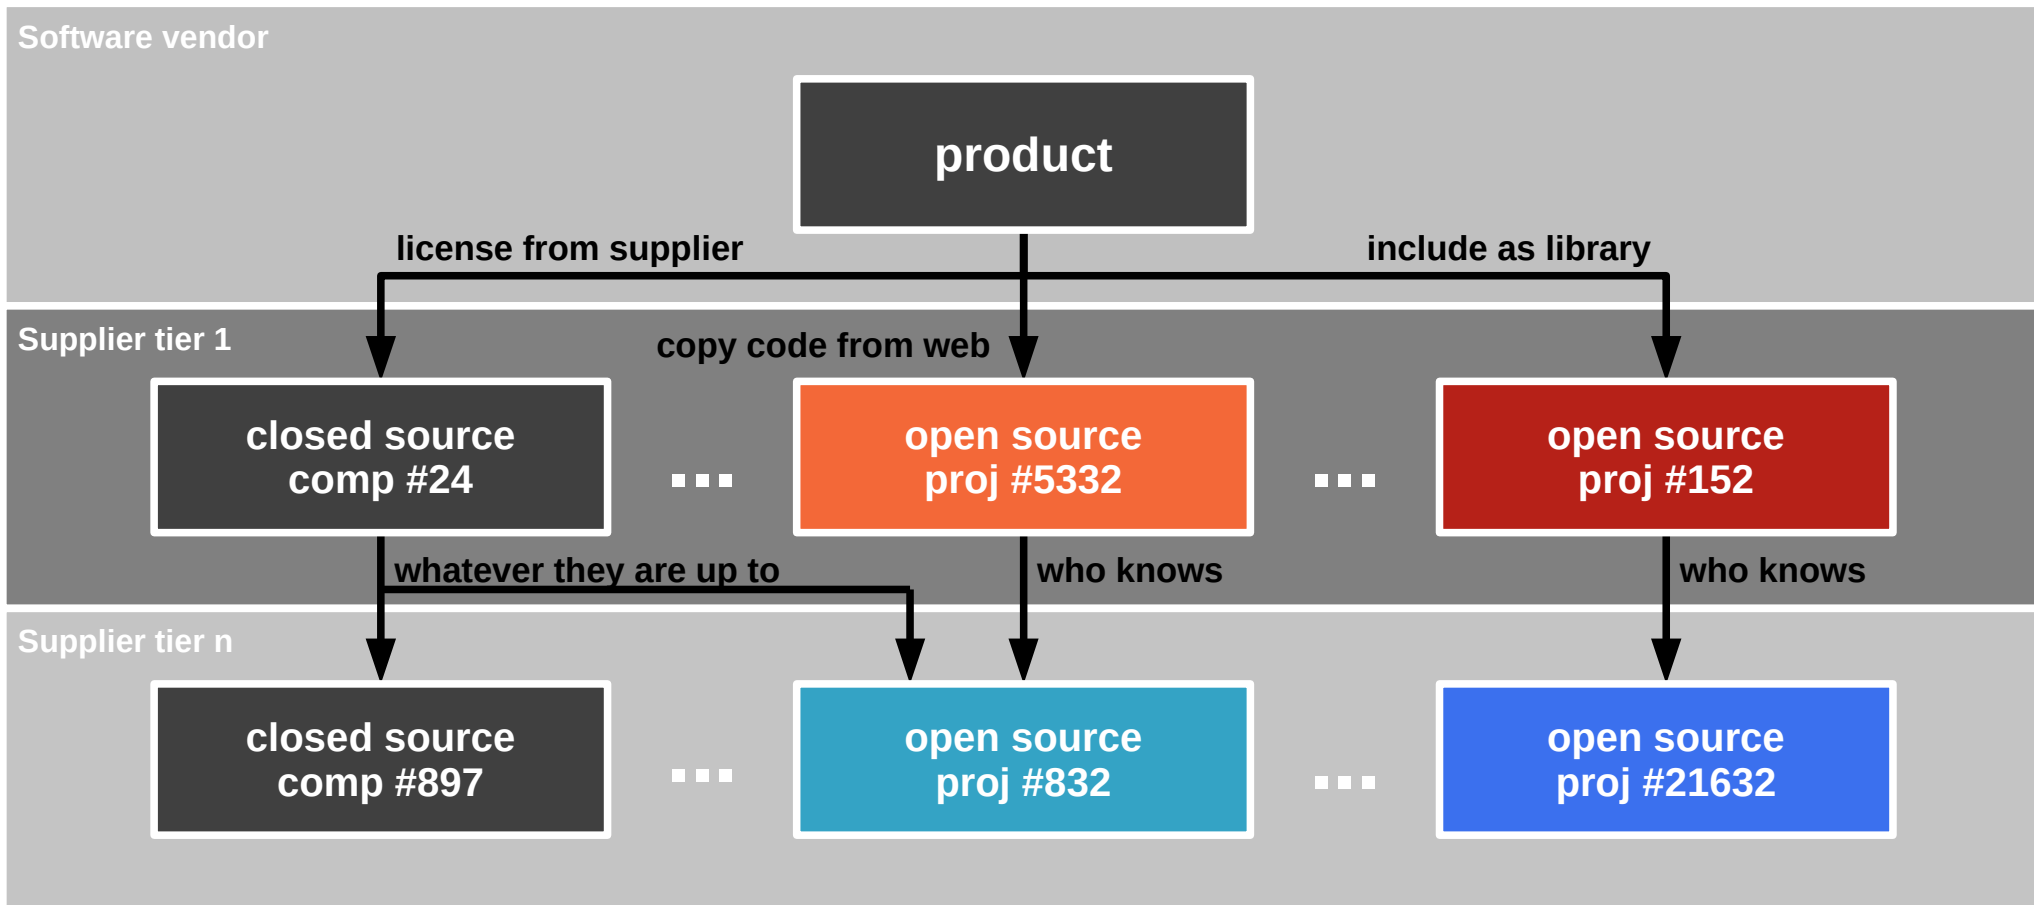 Software vendor
product
license from supplier
include as library
Supplier tier 1
copy code from web
closed source
comp #24
open source
proj #5332
open source
proj #152
whatever they are up to
who knows
who knows
Supplier tier n
closed source
comp #897
open source
proj #832
open source
proj #21632